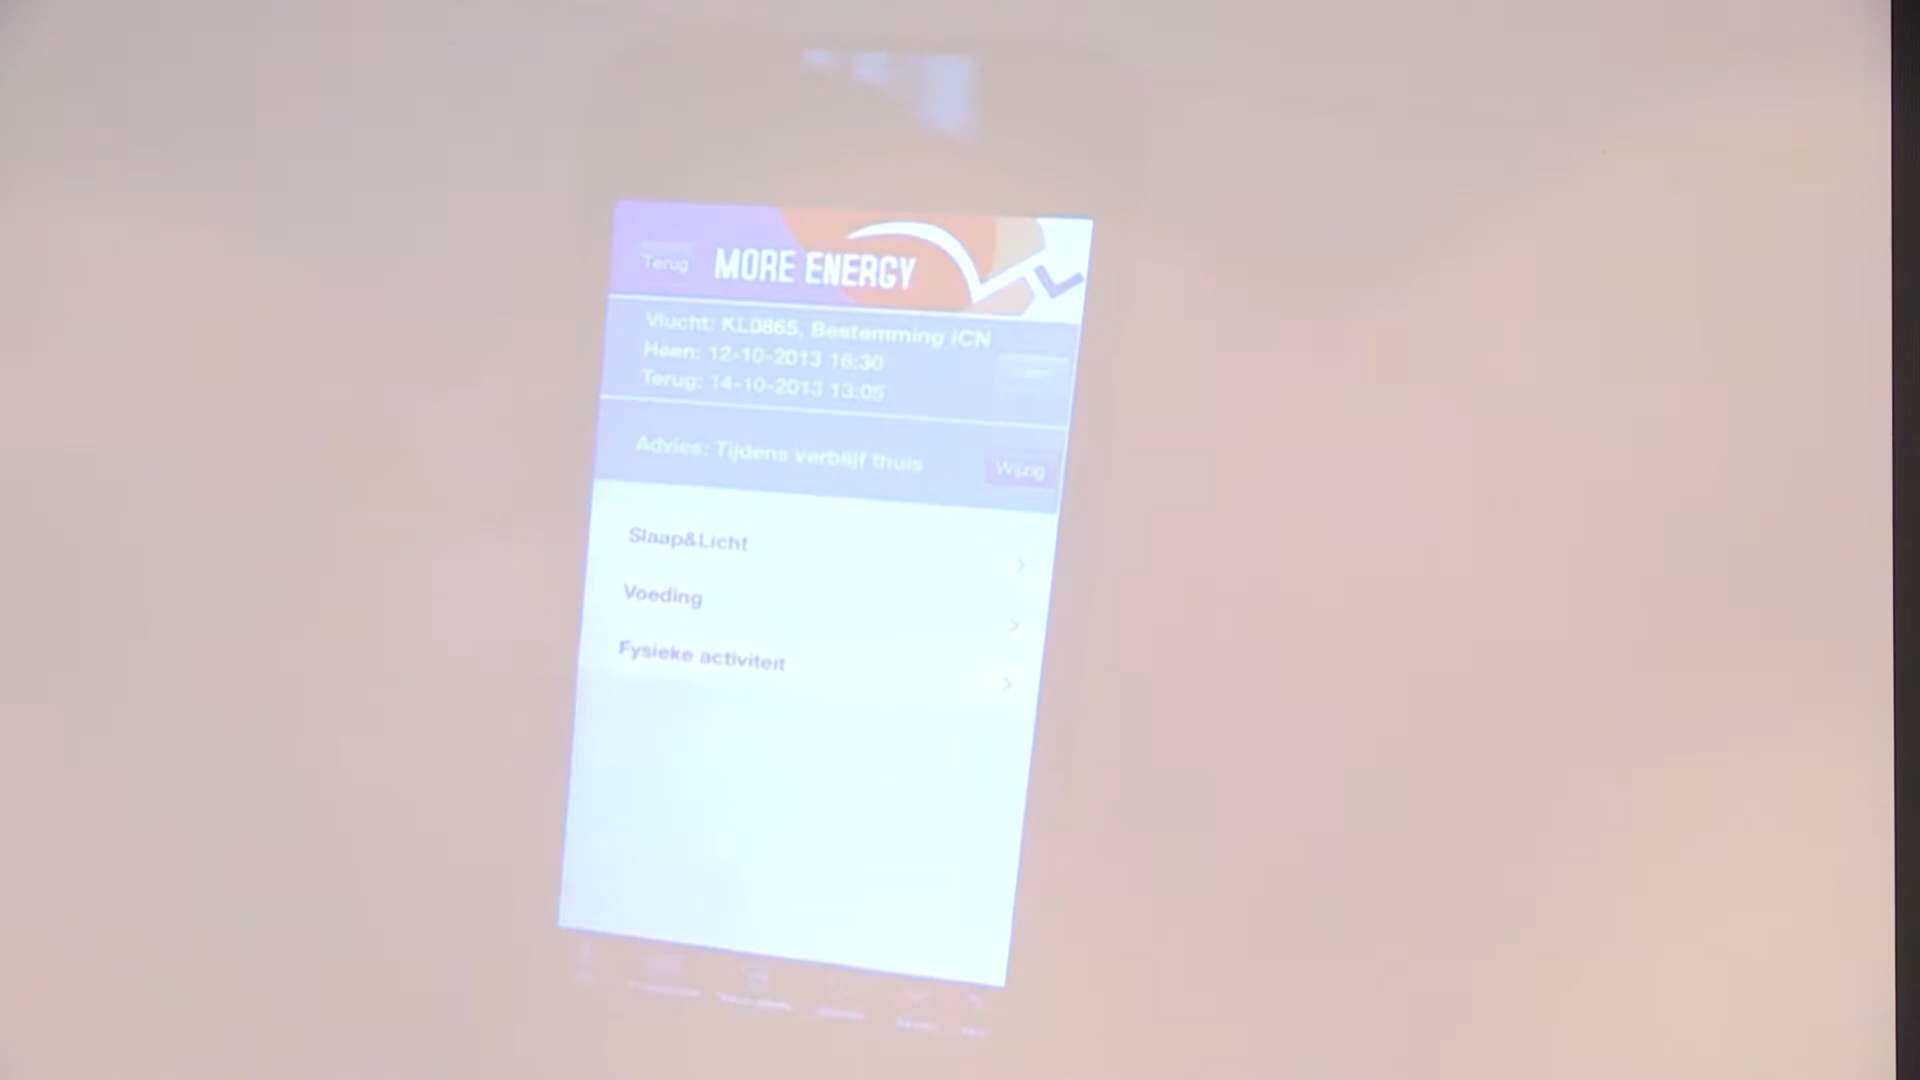 Terug
MORE ENERGY
Vlucht: KL0865, Bestemming ICN
Heen: 12-10-2013 16:30
Terug: 14-10-2013 13:05
Advies: Tijdens verblijf thuis
Wijzig
Slaap&Licht
Voeding
Fysieke activiteit